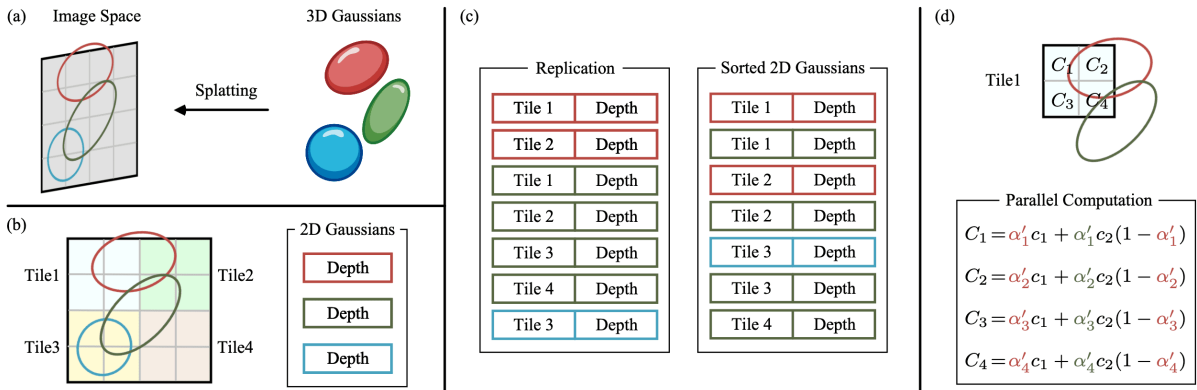 (a)
Image Space
3D Gaussians
Splatting
(b)
Tile1
Tile2
Tile3
Tile4
2D Gaussians
Depth
Depth
Depth
(c)
Replication
Tile 1 Depth
Tile 2 Depth
Tile 1 Depth
Tile 2 Depth
Tile 3 Depth
Tile 4 Depth
Tile 3 Depth
Sorted 2D Gaussians
Tile 1 Depth
Tile 1 Depth
Tile 2 Depth
Tile 2 Depth
Tile 3 Depth
Tile 3 Depth
Tile 4 Depth
(d)
Tile1
C₁ C₂
C₃ C₄
Parallel Computation
C₁=α′₁c₁ + α′₁c₂(1 - α′₁)
C₂=α′₂c₁ + α′₂c₂(1 - α′₂)
C₃=α′₃c₁ + α′₃c₂(1 - α′₃)
C₄=α′₄c₁ + α′₄c₂(1 - α′₄)